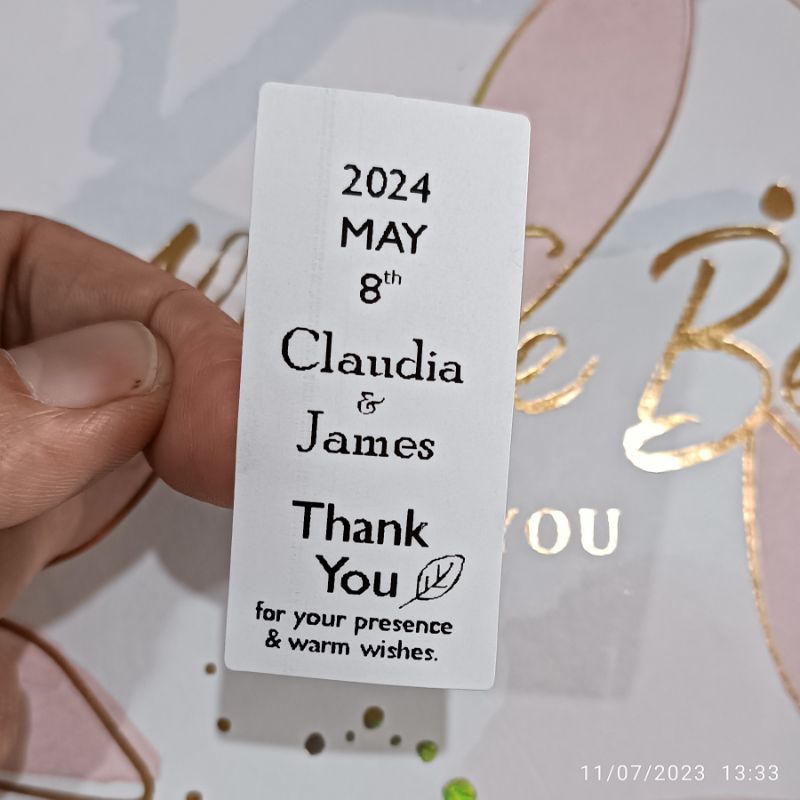 2024
MAY
8th
Claudia
&
James
Thank
You
for your presence
& warm wishes.
YOU
11/07/2023 13:33